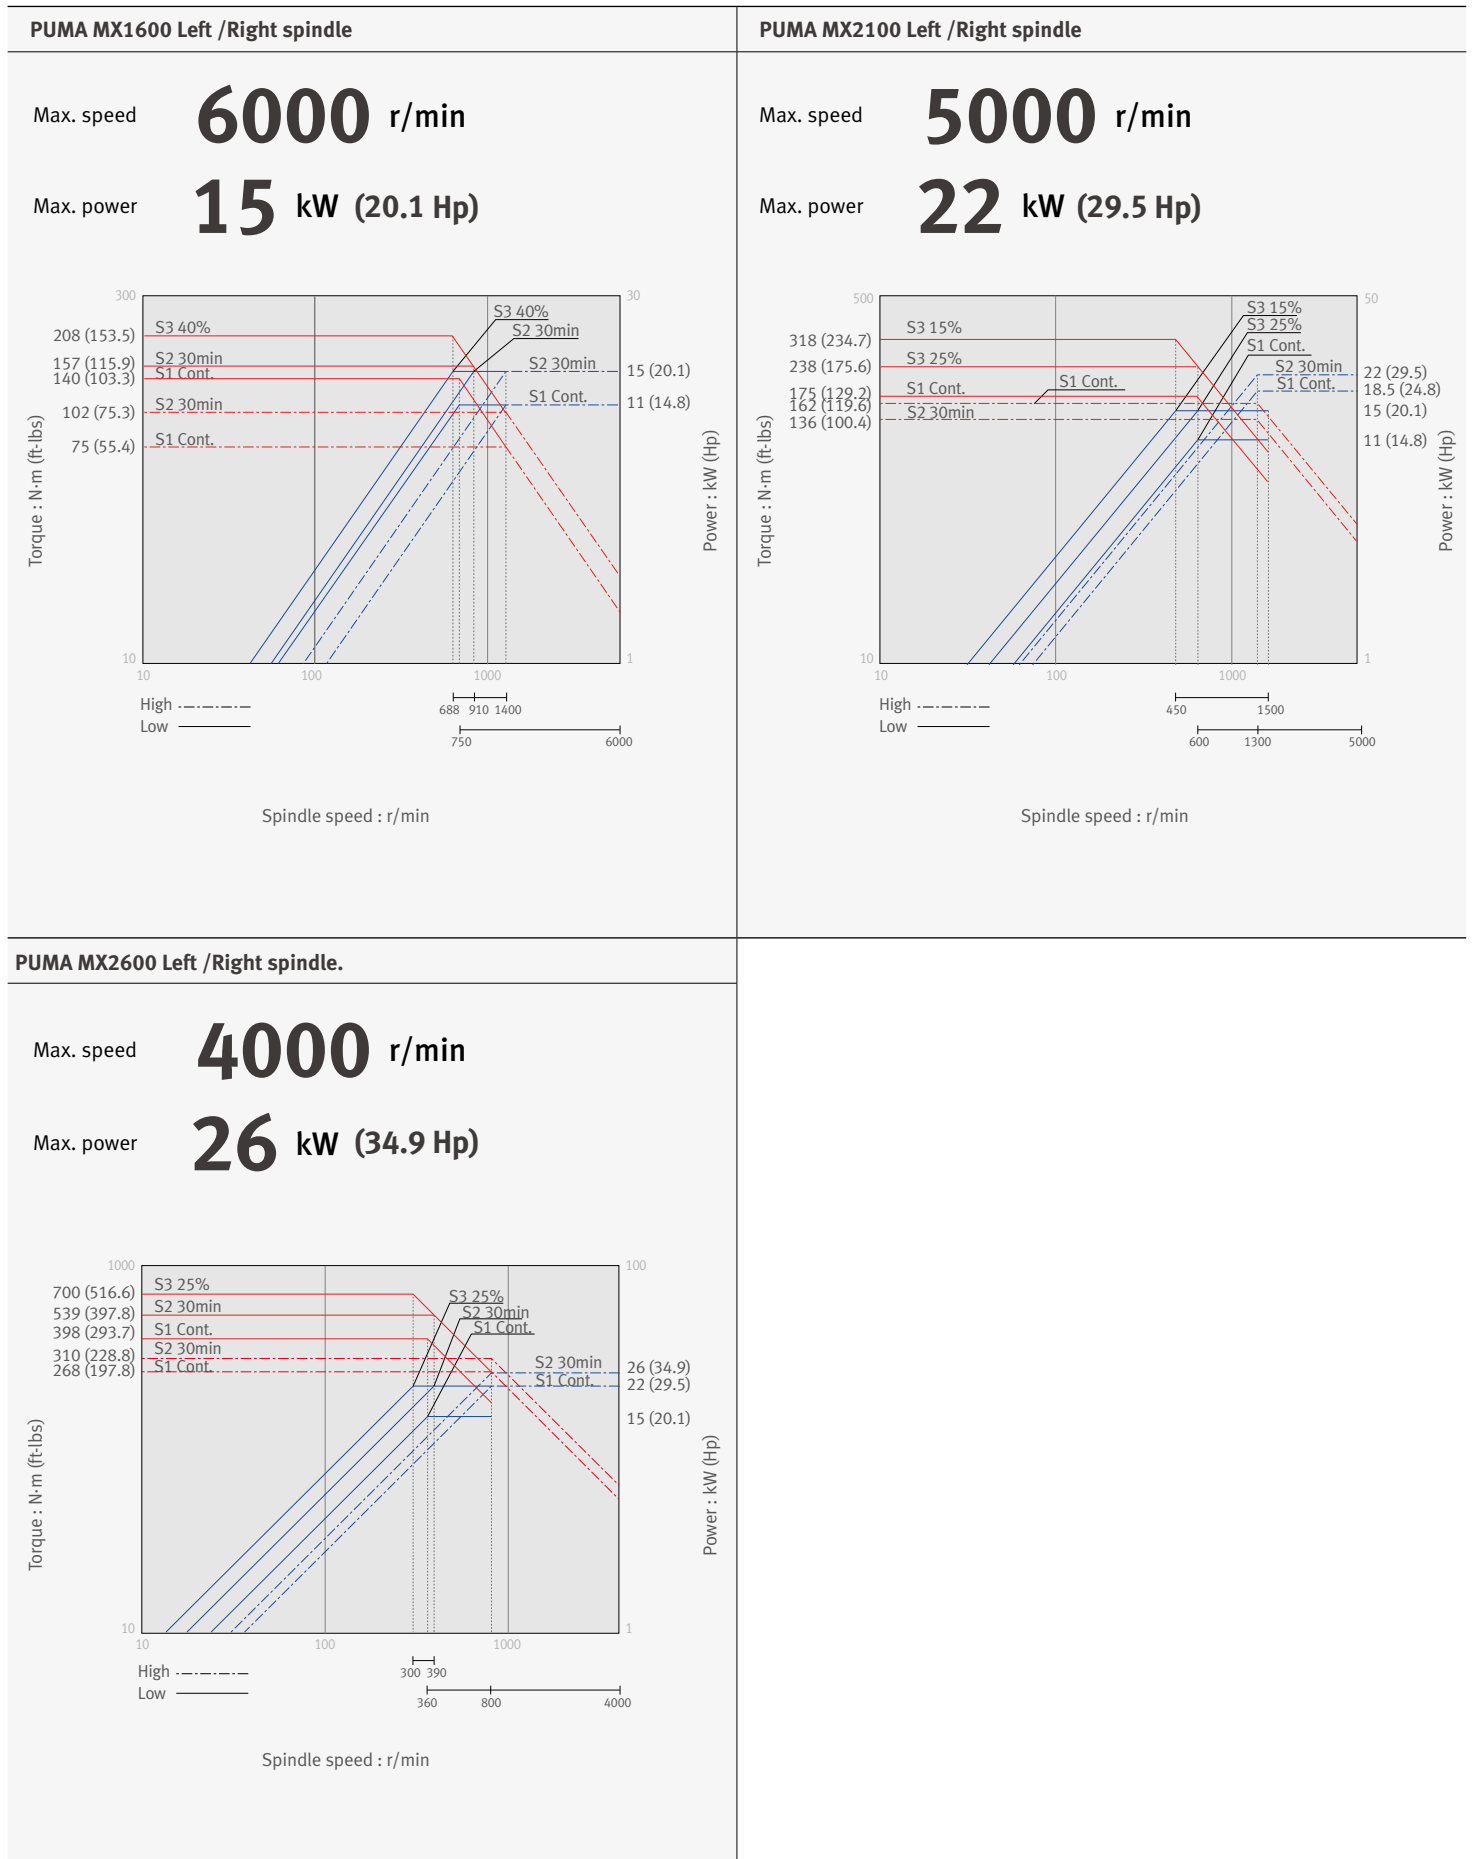 PUMA MX1600 Left /Right spindle
Max. speed 6000 r/min
Max. power 15 kW (20.1 Hp)
300
30
S3 40%
208 (153.5)
S3 40%
S2 30min
157 (115.9)
S2 30min
S2 30min
15 (20.1)
140 (103.3)
S1 Cont.
102 (75.3)
S2 30min
S1 Cont.
11 (14.8)
75 (55.4)
S1 Cont.
Torque : N·m (ft-lbs)
Power : kW (Hp)
10
1
10
100
1000
High
688
910
1400
Low
750
6000
Spindle speed : r/min
PUMA MX2100 Left /Right spindle
Max. speed 5000 r/min
Max. power 22 kW (29.5 Hp)
500
50
S3 15%
S3 25%
318 (234.7)
S3 15%
S1 Cont.
238 (175.6)
S3 25%
S2 30min
22 (29.5)
175 (129.2)
S1 Cont.
S1 Cont.
S1 Cont.
18.5 (24.8)
162 (119.6)
15 (20.1)
136 (100.4)
S2 30min
11 (14.8)
Torque : N·m (ft-lbs)
Power : kW (Hp)
10
1
10
100
1000
High
450
1500
Low
600
1300
5000
Spindle speed : r/min
PUMA MX2600 Left /Right spindle.
Max. speed 4000 r/min
Max. power 26 kW (34.9 Hp)
1000
100
700 (516.6)
S3 25%
S3 25%
539 (397.8)
S2 30min
S2 30min
398 (293.7)
S1 Cont.
S1 Cont.
310 (228.8)
S2 30min
S2 30min
26 (34.9)
268 (197.8)
S1 Cont.
S1 Cont.
22 (29.5)
15 (20.1)
Torque : N·m (ft-lbs)
Power : kW (Hp)
10
1
10
100
1000
High
300
390
Low
360
800
4000
Spindle speed : r/min